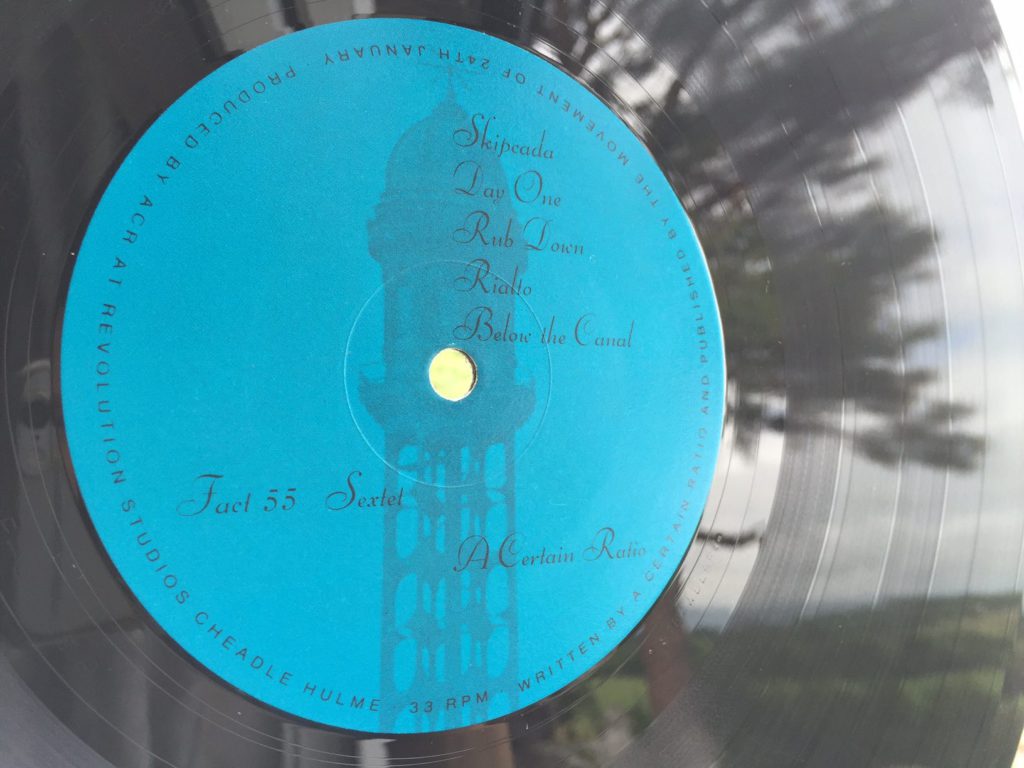 Skipcada
Day One
Rub Down
Rialto
Below the Canal
Fact 55 Sextet
A Certain Ratio
PRODUCED BY ACR AT REVOLUTION STUDIOS CHEADLE HULME · 33 RPM · WRITTEN BY A CERTAIN RATIO AND PUBLISHED BY THE MOVEMENT OF 24TH JANUARY